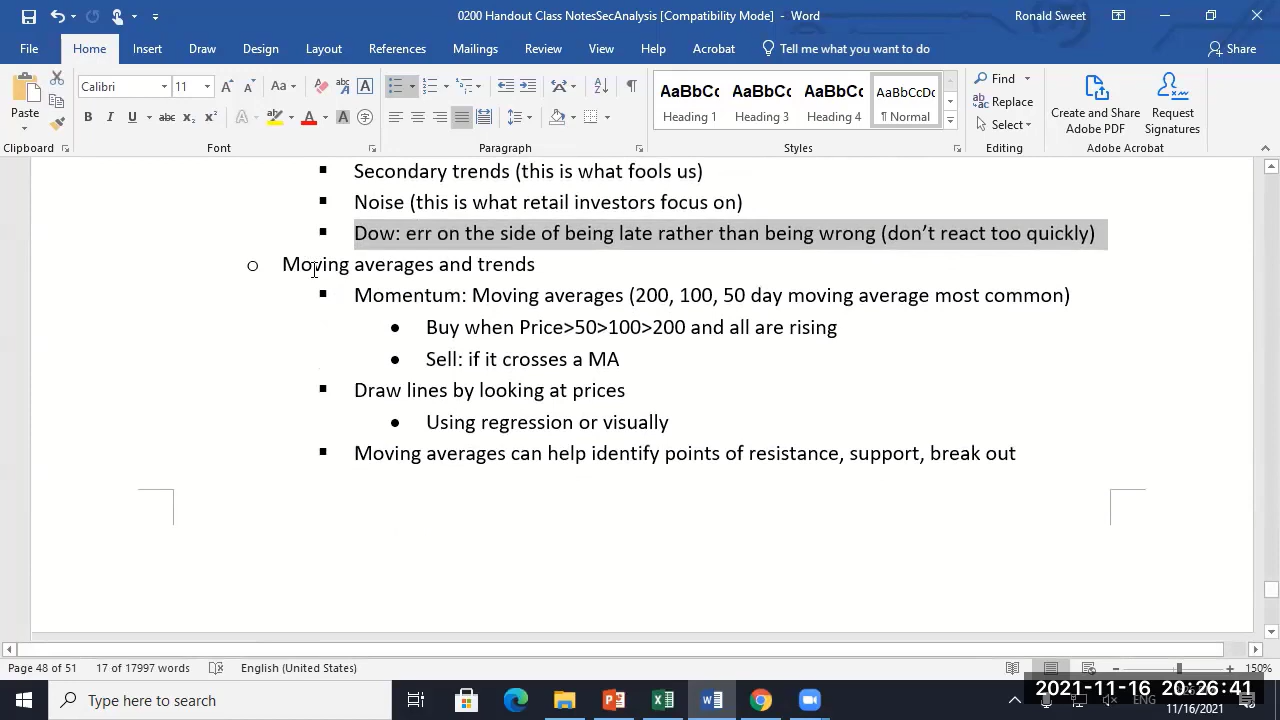 0200 Handout Class NotesSecAnalysis [Compatibility Mode] - Word
Ronald Sweet
File Home Insert Draw Design Layout References Mailings Review View Help Acrobat Tell me what you want to do Share
Paste
Calibri 11 Aa A A
B I U abc X₂ X² A A A
AaBbCc AaBbCc AaBbCc AaBbCcDc
Heading 1 Heading 3 Heading 4 ¶ Normal
Find
Replace
Select
Create and Share Adobe PDF
Request Signatures
Clipboard Font Paragraph Styles Editing Adobe Acrobat
Secondary trends (this is what fools us)
Noise (this is what retail investors focus on)
Dow: err on the side of being late rather than being wrong (don’t react too quickly)
Moving averages and trends
Momentum: Moving averages (200, 100, 50 day moving average most common)
Buy when Price>50>100>200 and all are rising
Sell: if it crosses a MA
Draw lines by looking at prices
Using regression or visually
Moving averages can help identify points of resistance, support, break out
Page 48 of 51 17 of 17997 words English (United States) 150%
Type here to search
2021-11-16 20:26:41
ENG
11/16/2021